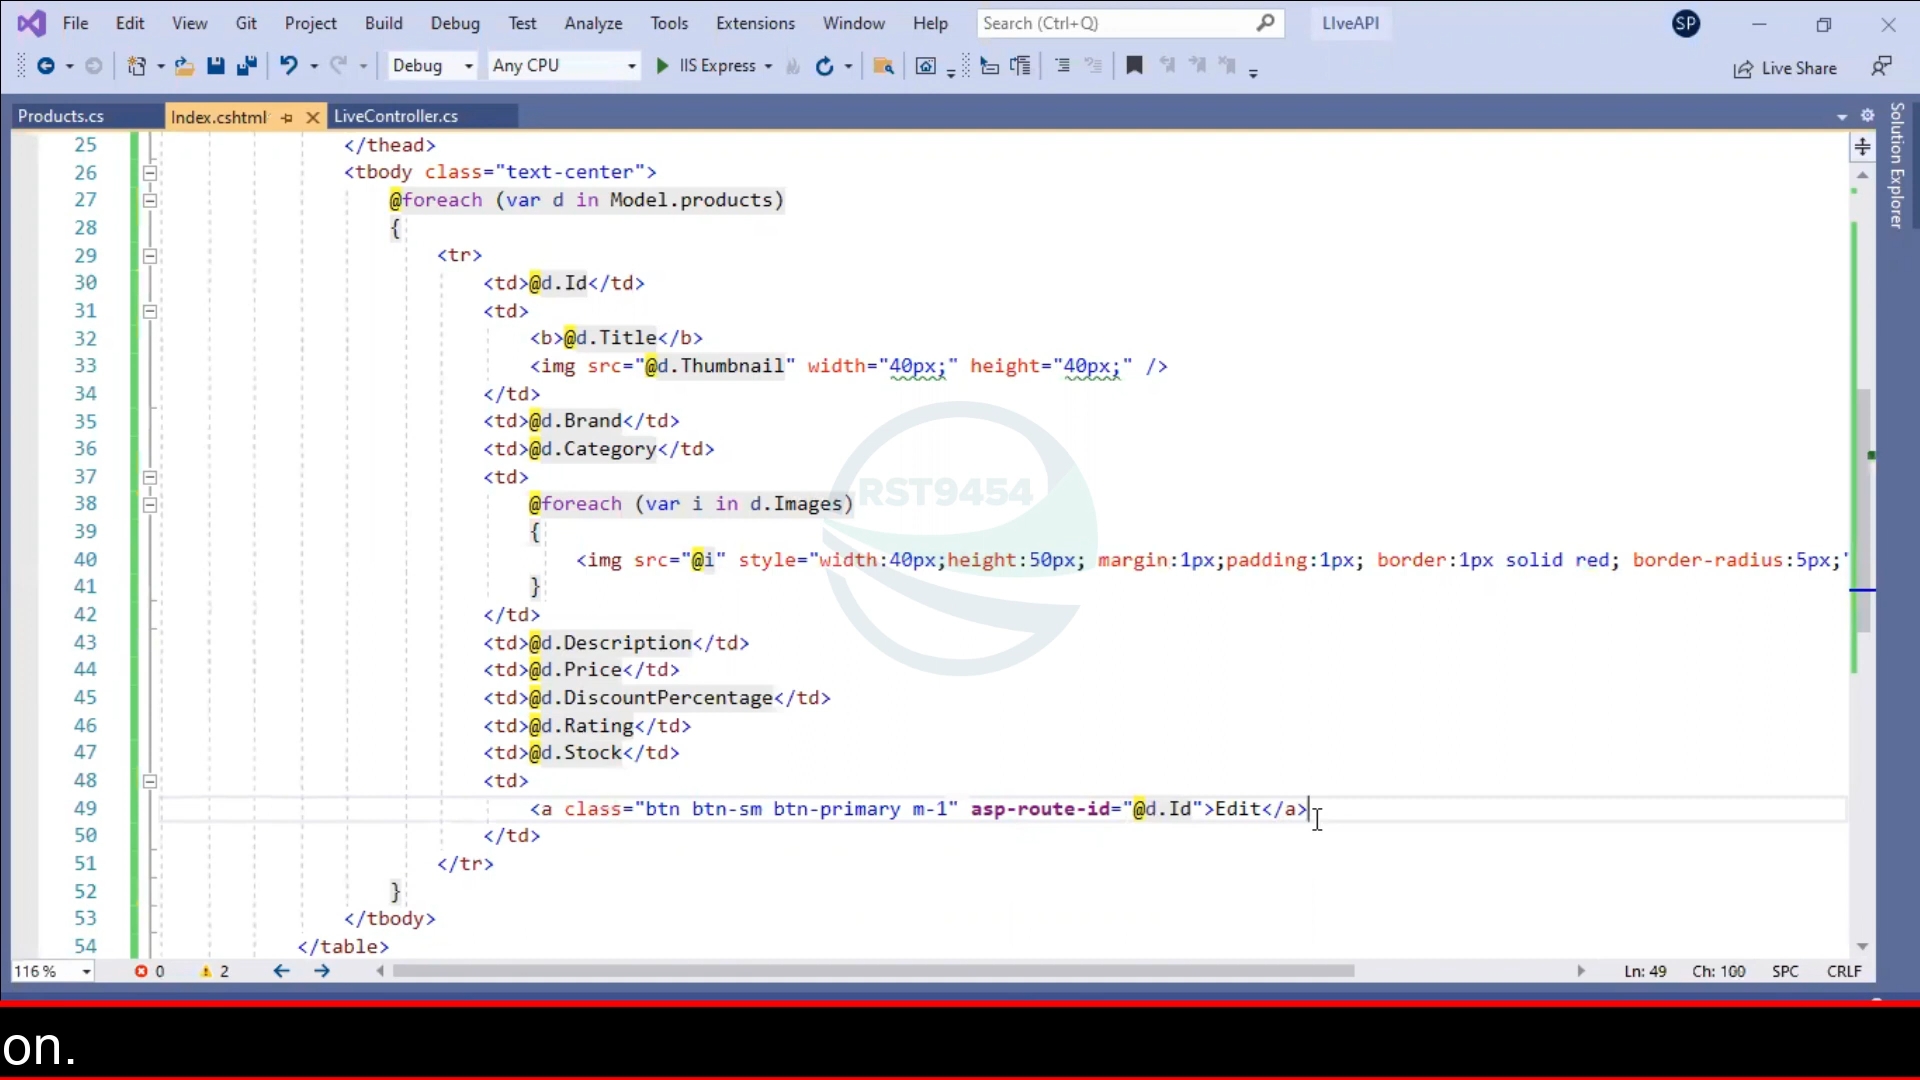 File Edit View Git Project Build Debug Test Analyze Tools Extensions Window Help Search (Ctrl+Q) LIveAPI SP
Debug Any CPU IIS Express Live Share
Products.cs Index.cshtml LiveController.cs
Solution Explorer
25 </thead>
26 <tbody class="text-center">
27 @foreach (var d in Model.products)
28 {
29 <tr>
30 <td>@d.Id</td>
31 <td>
32 <b>@d.Title</b>
33 <img src="@d.Thumbnail" width="40px;" height="40px;" />
34 </td>
35 <td>@d.Brand</td>
36 <td>@d.Category</td>
37 <td>
38 @foreach (var i in d.Images)
39 {
40 <img src="@i" style="width:40px;height:50px; margin:1px;padding:1px; border:1px solid red; border-radius:5px;"
41 }
42 </td>
43 <td>@d.Description</td>
44 <td>@d.Price</td>
45 <td>@d.DiscountPercentage</td>
46 <td>@d.Rating</td>
47 <td>@d.Stock</td>
48 <td>
49 <a class="btn btn-sm btn-primary m-1" asp-route-id="@d.Id">Edit</a>
50 </td>
51 </tr>
52 }
53 </tbody>
54 </table>
RST9454
116 % 0 2 Ln: 49 Ch: 100 SPC CRLF
on.